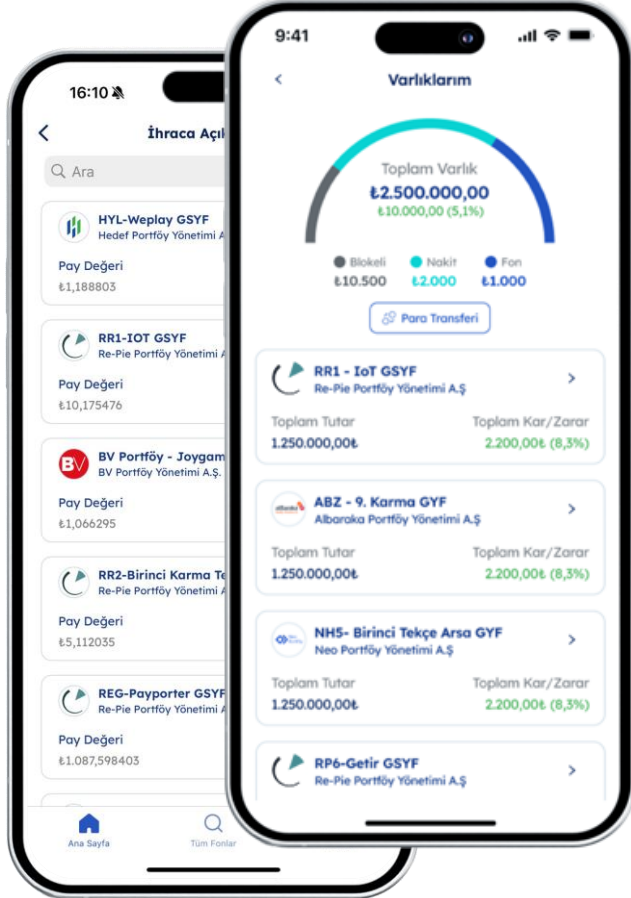 16:10
İhraca Açı
Ara
HYL-Weplay GSYF
Hedef Portföy Yönetimi A
Pay Değeri
₺1,188803
RR1-IOT GSYF
Re-Pie Portföy Yönetimi A
Pay Değeri
₺10,175476
BV
BV Portföy - Joygam
BV Portföy Yönetimi A.Ş.
Pay Değeri
₺1,066295
RR2-Birinci Karma Te
Re-Pie Portföy Yönetimi A
Pay Değeri
₺5,112035
REG-Payporter GSYF
Re-Pie Portföy Yönetimi A
Pay Değeri
₺1.087,598403
Ana Sayfa
Tüm Fonlar
9:41
Varlıklarım
Toplam Varlık
₺2.500.000,00
₺10.000,00 (5,1%)
Blokeli Nakit Fon
₺10.500 ₺2.000 ₺1.000
Para Transferi
RR1 - IoT GSYF
Re-Pie Portföy Yönetimi A.Ş
Toplam Tutar Toplam Kar/Zarar
1.250.000,00₺ 2.200,00₺ (8,3%)
albaraka
ABZ - 9. Karma GYF
Albaraka Portföy Yönetimi A.Ş
Toplam Tutar Toplam Kar/Zarar
1.250.000,00₺ 2.200,00₺ (8,3%)
NH5- Birinci Tekçe Arsa GYF
Neo Portföy Yönetimi A.Ş
Toplam Tutar Toplam Kar/Zarar
1.250.000,00₺ 2.200,00₺ (8,3%)
RP6-Getir GSYF
Re-Pie Portföy Yönetimi A.Ş